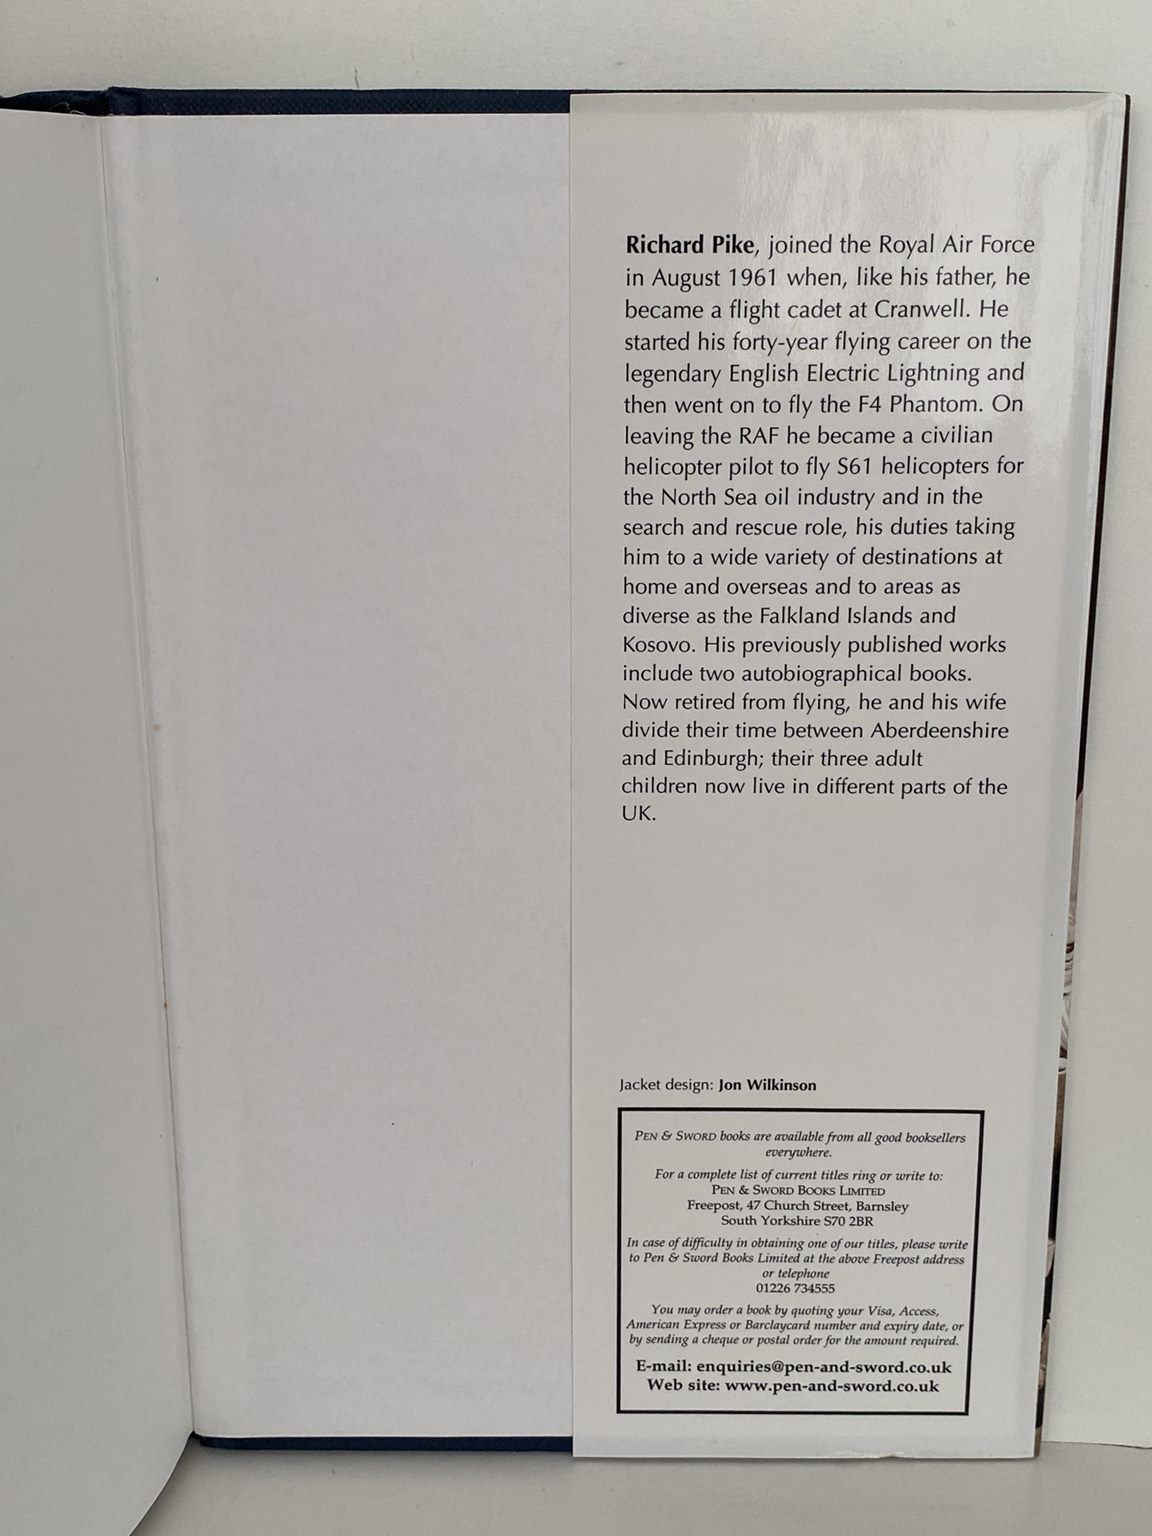 Richard Pike, joined the Royal Air Force
in August 1961 when, like his father, he
became a flight cadet at Cranwell. He
started his forty-year flying career on the
legendary English Electric Lightning and
then went on to fly the F4 Phantom. On
leaving the RAF he became a civilian
helicopter pilot to fly S61 helicopters for
the North Sea oil industry and in the
search and rescue role, his duties taking
him to a wide variety of destinations at
home and overseas and to areas as
diverse as the Falkland Islands and
Kosovo. His previously published works
include two autobiographical books.
Now retired from flying, he and his wife
divide their time between Aberdeenshire
and Edinburgh; their three adult
children now live in different parts of the
UK.
Jacket design: Jon Wilkinson
PEN & SWORD books are available from all good booksellers
everywhere.
For a complete list of current titles ring or write to:
PEN & SWORD BOOKS LIMITED
Freepost, 47 Church Street, Barnsley
South Yorkshire S70 2BR
In case of difficulty in obtaining one of our titles, please write
to Pen & Sword Books Limited at the above Freepost address
or telephone
01226 734555
You may order a book by quoting your Visa, Access,
American Express or Barclaycard number and expiry date, or
by sending a cheque or postal order for the amount required.
E-mail: enquiries@pen-and-sword.co.uk
Web site: www.pen-and-sword.co.uk